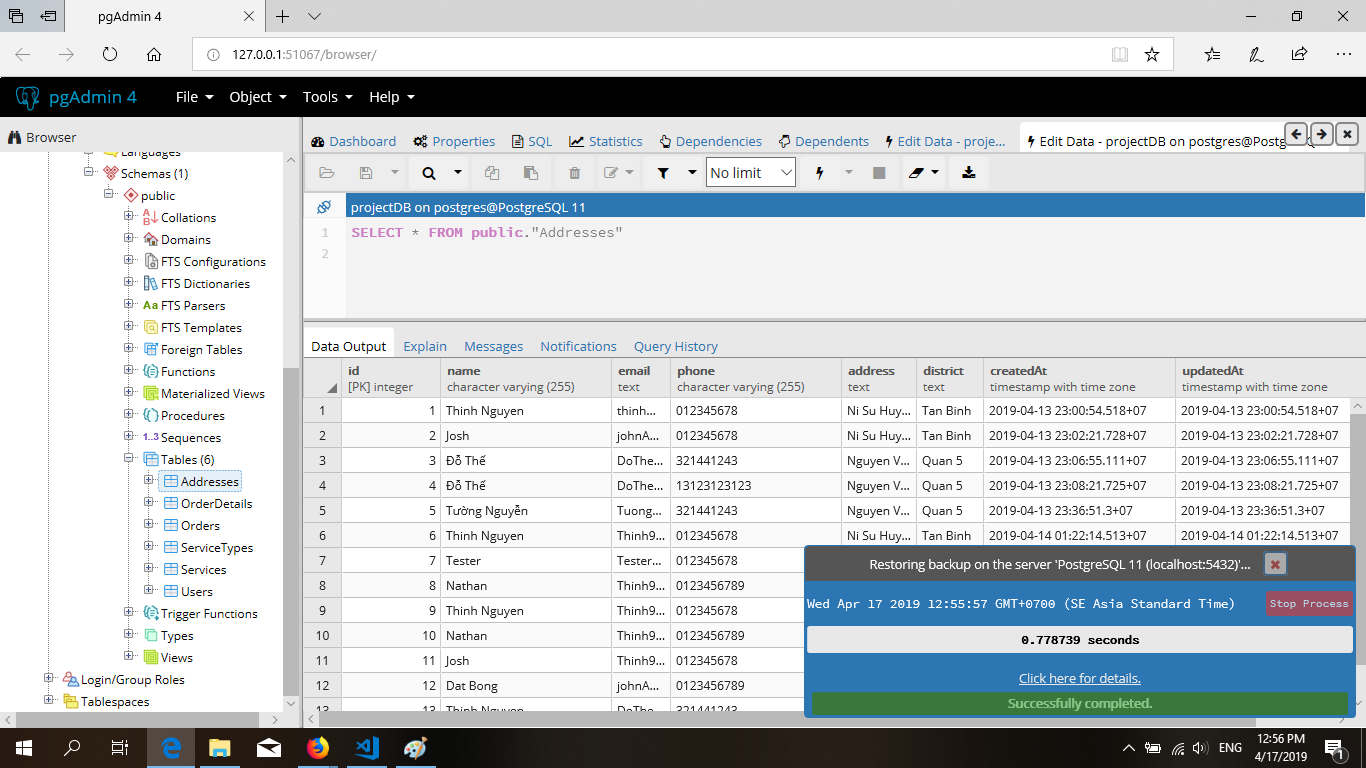 pgAdmin 4
127.0.0.1:51067/browser/
pgAdmin 4 File Object Tools Help
Browser
Dashboard Properties SQL Statistics Dependencies Dependents Edit Data - proje... Edit Data - projectDB on postgres@Postg
No limit
projectDB on postgres@PostgreSQL 11
1 SELECT * FROM public."Addresses"
2
Languages
Schemas (1)
public
Collations
Domains
FTS Configurations
FTS Dictionaries
Aa FTS Parsers
FTS Templates
Foreign Tables
Functions
Materialized Views
Procedures
1..3 Sequences
Tables (6)
Addresses
OrderDetails
Orders
ServiceTypes
Services
Users
Trigger Functions
Types
Views
Login/Group Roles
Tablespaces
Data Output Explain Messages Notifications Query History
id name email phone address district createdAt updatedAt
[PK] integer character varying (255) text character varying (255) text text timestamp with time zone timestamp with time zone
1 1 Thinh Nguyen thinh... 012345678 Ni Su Huy... Tan Binh 2019-04-13 23:00:54.518+07 2019-04-13 23:00:54.518+07
2 2 Josh johnA... 012345678 Ni Su Huy... Tan Binh 2019-04-13 23:02:21.728+07 2019-04-13 23:02:21.728+07
3 3 Đỗ Thế DoThe... 321441243 Nguyen V... Quan 5 2019-04-13 23:06:55.111+07 2019-04-13 23:06:55.111+07
4 4 Đỗ Thế DoThe... 13123123123 Nguyen V... Quan 5 2019-04-13 23:08:21.725+07 2019-04-13 23:08:21.725+07
5 5 Tường Nguyễn Tuong... 321441243 Nguyen V... Quan 5 2019-04-13 23:36:51.3+07 2019-04-13 23:36:51.3+07
6 6 Thinh Nguyen Thinh9... 012345678 Ni Su Huy... Tan Binh 2019-04-14 01:22:14.513+07 2019-04-14 01:22:14.513+07
7 7 Tester Tester... 012345678
8 8 Nathan Thinh9... 0123456789
9 9 Thinh Nguyen Thinh9... 012345678
10 10 Nathan Thinh9... 0123456789
11 11 Josh Thinh9... 012345678
12 12 Dat Bong johnA... 0123456789
13 13 Thinh Nguyen DoThe... 321441243
Restoring backup on the server 'PostgreSQL 11 (localhost:5432)'...
Wed Apr 17 2019 12:55:57 GMT+0700 (SE Asia Standard Time) Stop Process
0.778739 seconds
Click here for details.
Successfully completed.
ENG
12:56 PM
4/17/2019
1